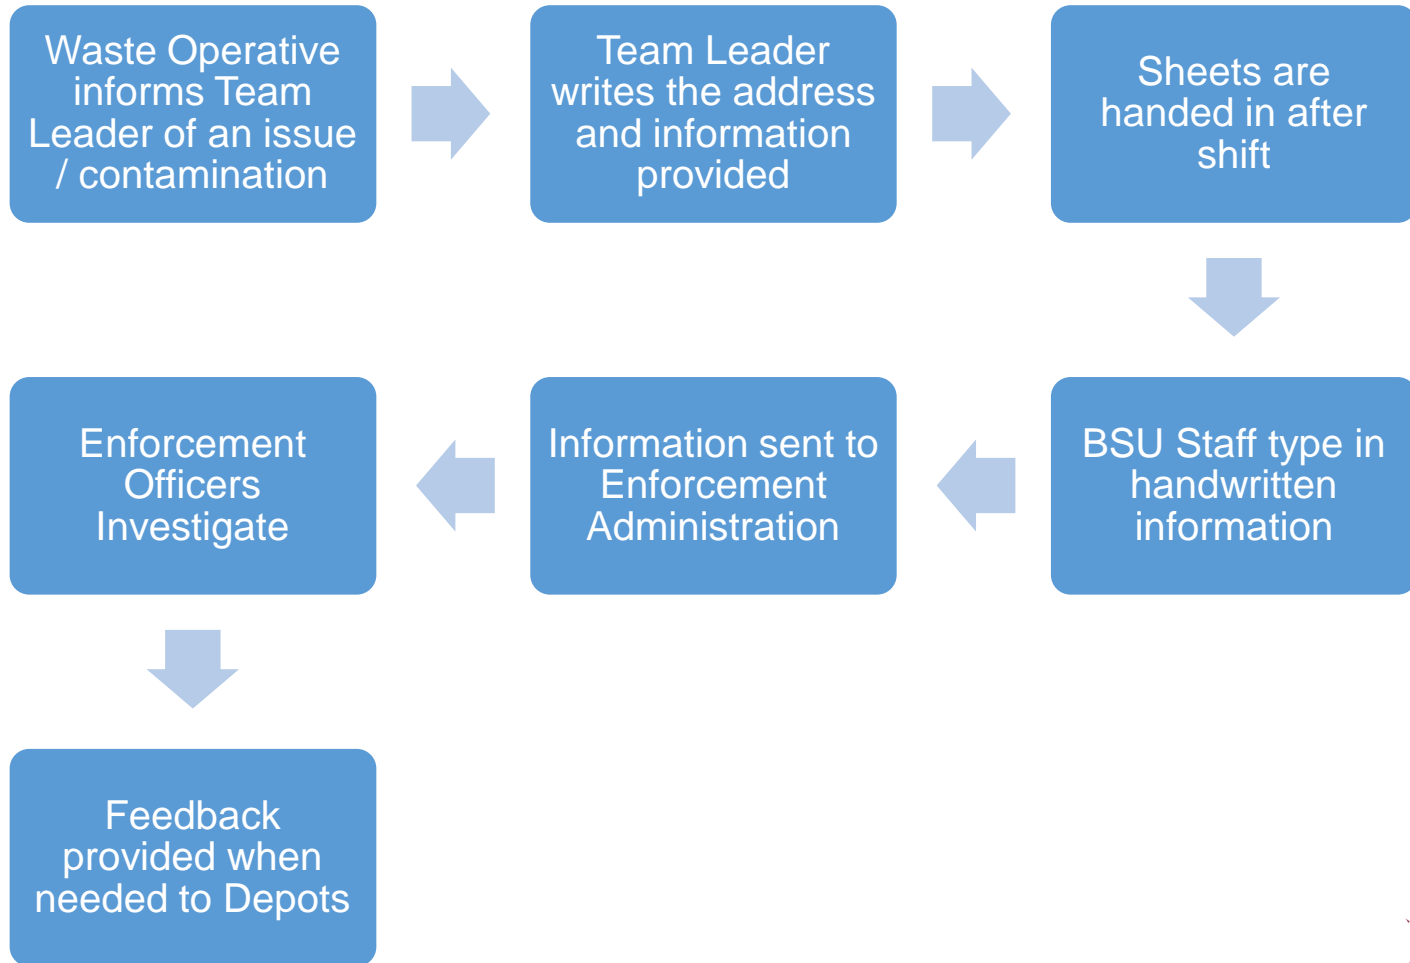 Waste Operative
informs Team
Leader of an issue
/ contamination
Team Leader
writes the address
and information
provided
Sheets are
handed in after
shift
BSU Staff type in
handwritten
information
Information sent to
Enforcement
Administration
Enforcement
Officers
Investigate
Feedback
provided when
needed to Depots